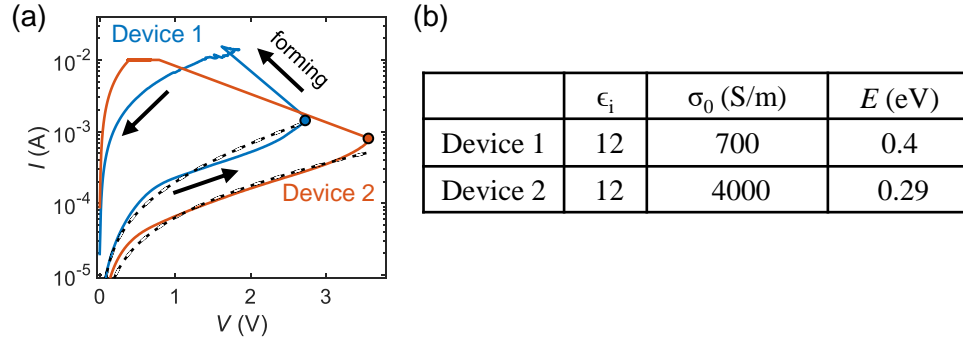 (a)
Device 1
forming
Device 2
10⁻²
10⁻³
10⁻⁴
10⁻⁵
I (A)
0 1 2 3
V (V)
(b)
ϵᵢ σ₀ (S/m) E (eV)
Device 1 12 700 0.4
Device 2 12 4000 0.29